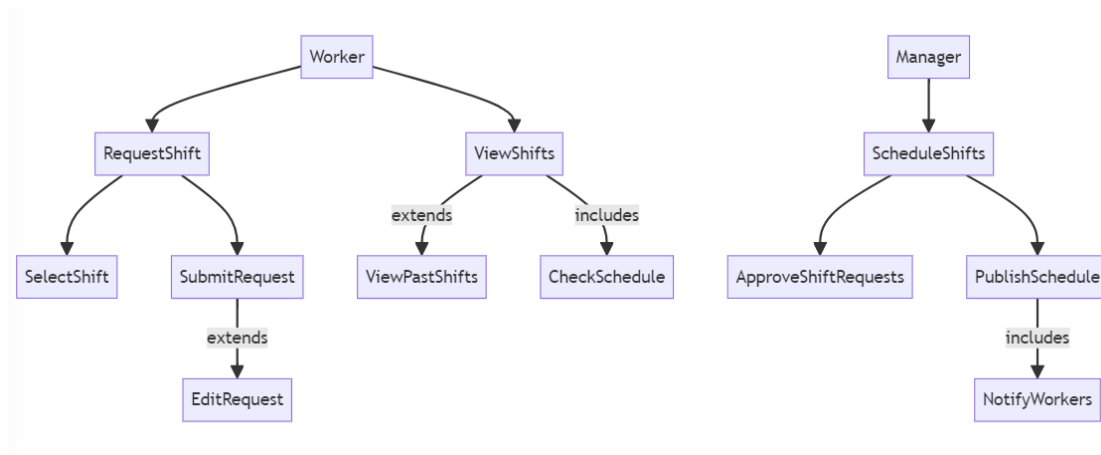 Worker
Manager
RequestShift
ViewShifts
ScheduleShifts
extends
includes
SelectShift
SubmitRequest
ViewPastShifts
CheckSchedule
ApproveShiftRequests
PublishSchedule
extends
includes
EditRequest
NotifyWorkers